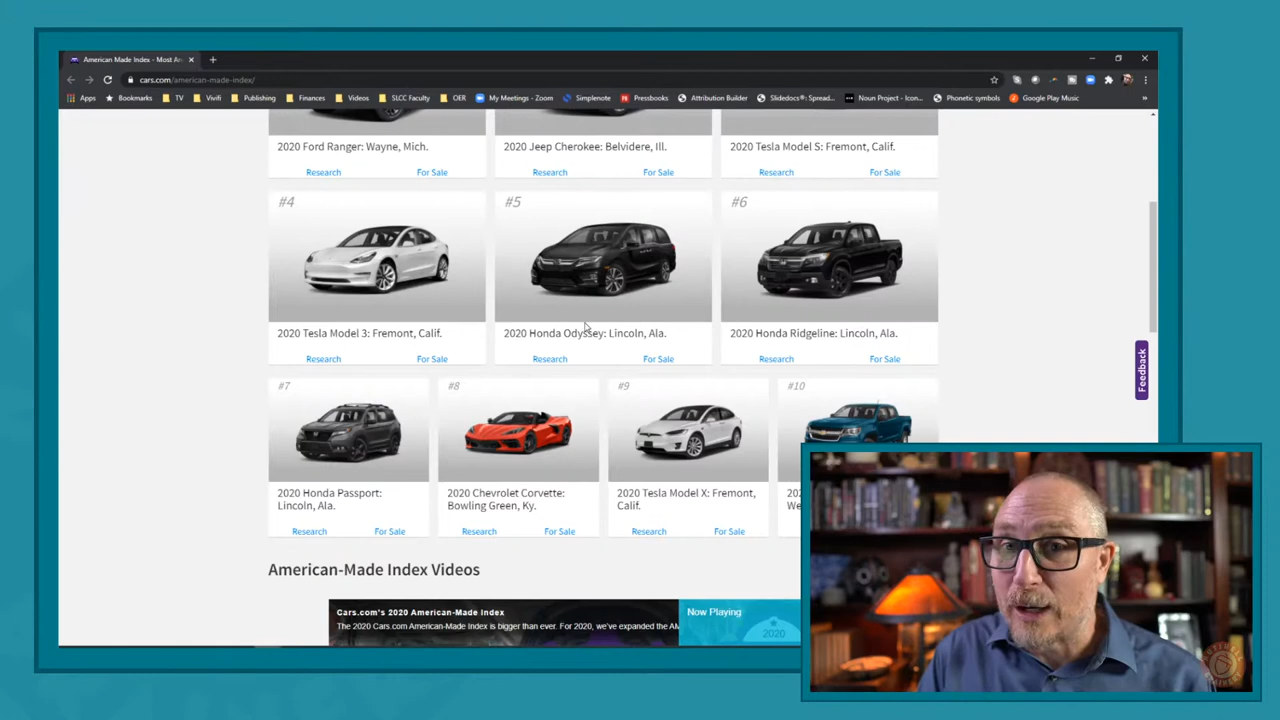 American Made Index - Most Am
cars.com/american-made-index/
Apps Bookmarks TV Vivifi Publishing Finances Videos SLCC Faculty OER My Meetings - Zoom Simplenote Pressbooks Attribution Builder Slidedocs®: Spread... Noun Project - Icon... Phonetic symbols Google Play Music »
2020 Ford Ranger: Wayne, Mich.
Research For Sale
2020 Jeep Cherokee: Belvidere, Ill.
Research For Sale
2020 Tesla Model S: Fremont, Calif.
Research For Sale
#4
2020 Tesla Model 3: Fremont, Calif.
Research For Sale
#5
2020 Honda Odyssey: Lincoln, Ala.
Research For Sale
#6
2020 Honda Ridgeline: Lincoln, Ala.
Research For Sale
#7
2020 Honda Passport:
Lincoln, Ala.
Research For Sale
#8
2020 Chevrolet Corvette:
Bowling Green, Ky.
Research For Sale
#9
2020 Tesla Model X: Fremont,
Calif.
Research For Sale
#10
Feedback
American-Made Index Videos
Cars.com's 2020 American-Made Index
The 2020 Cars.com American-Made Index is bigger than ever. For 2020, we've expanded the AM
Now Playing
2020